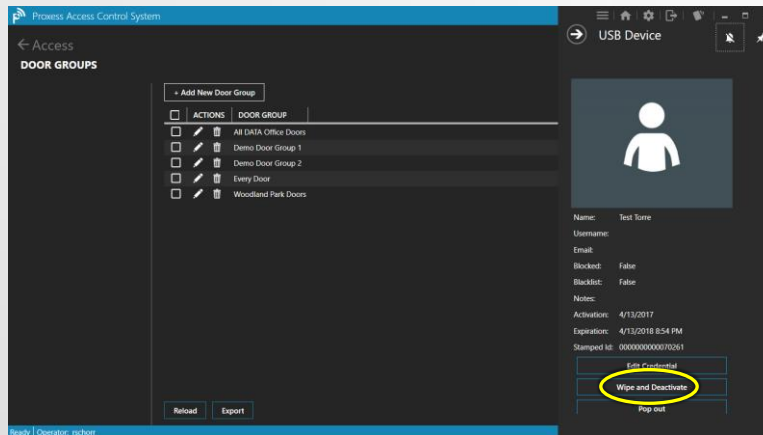 Proxess Access Control System
Access
DOOR GROUPS
+ Add New Door Group
ACTIONS DOOR GROUP
All DATA Office Doors
Demo Door Group 1
Demo Door Group 2
Every Door
Woodland Park Doors
Reload Export
Ready Operator: rschorr
USB Device
Name: Test Torre
Username:
Email:
Blocked: False
Blacklist: False
Notes:
Activation: 4/13/2017
Expiration: 4/13/2018 8:54 PM
Stamped Id: 0000000000070261
Edit Credential
Wipe and Deactivate
Pop out